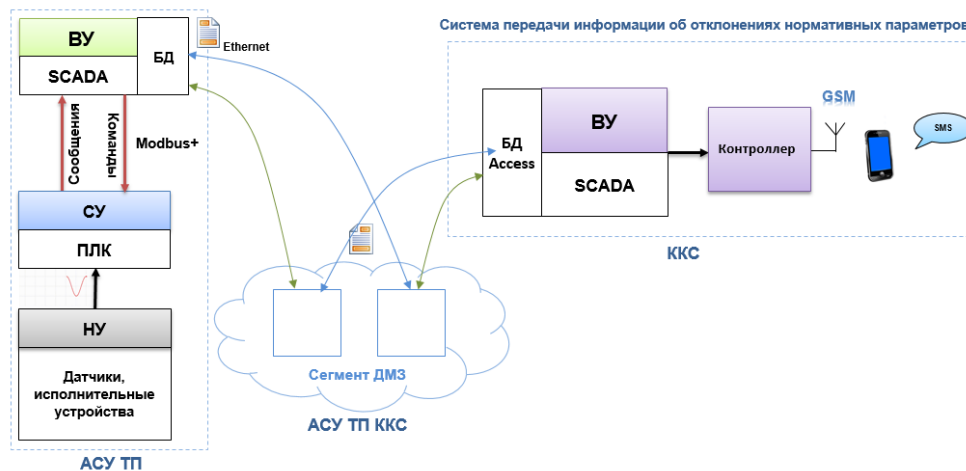 Система передачи информации об отклонениях нормативных параметров
ВУ
БД
SCADA
Ethernet
Сообщения
Команды
Modbus+
СУ
ПЛК
НУ
Датчики,
исполнительные
устройства
АСУ ТП
Сегмент ДМЗ
АСУ ТП ККС
БД
Access
ВУ
SCADA
Контроллер
GSM
SMS
ККС